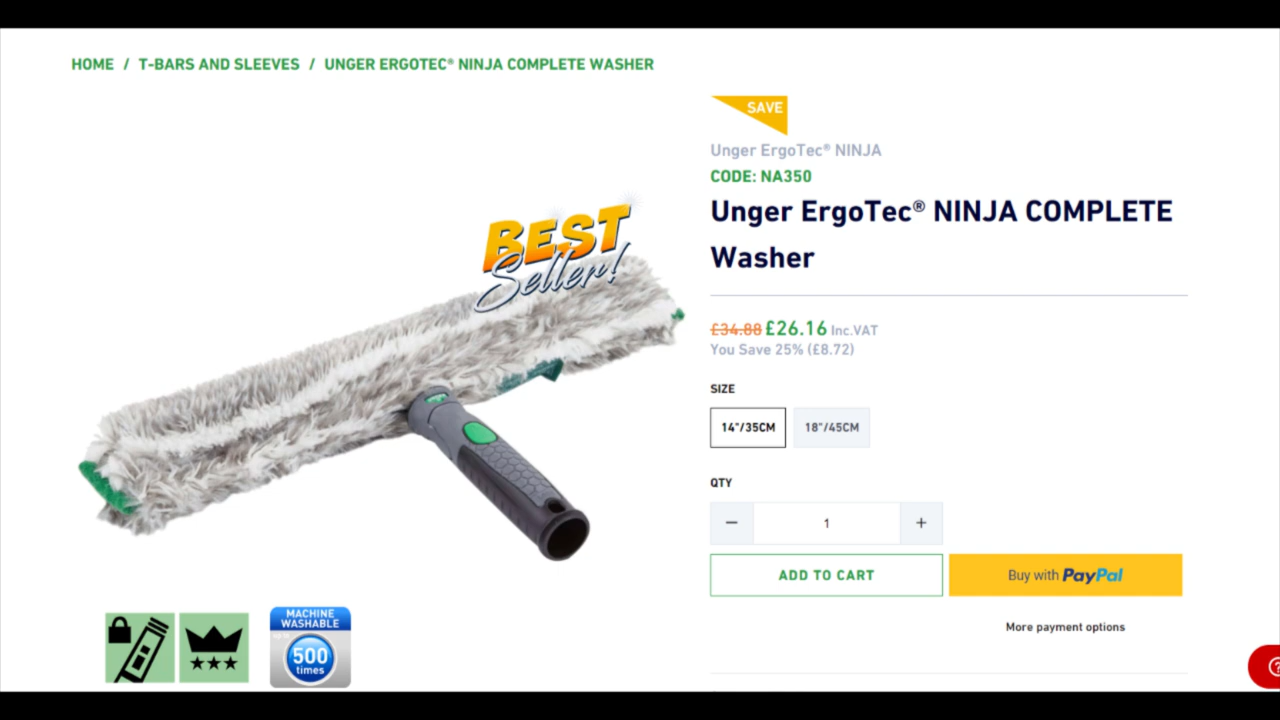 HOME / T-BARS AND SLEEVES / UNGER ERGOTEC® NINJA COMPLETE WASHER
SAVE
Unger ErgoTec® NINJA
CODE: NA350
Unger ErgoTec® NINJA COMPLETE
Washer
£34.88 £26.16 Inc.VAT
You Save 25% (£8.72)
SIZE
14"/35CM 18"/45CM
QTY
− 1 +
ADD TO CART
Buy with PayPal
More payment options
BEST
Seller!
MACHINE
WASHABLE
500
times